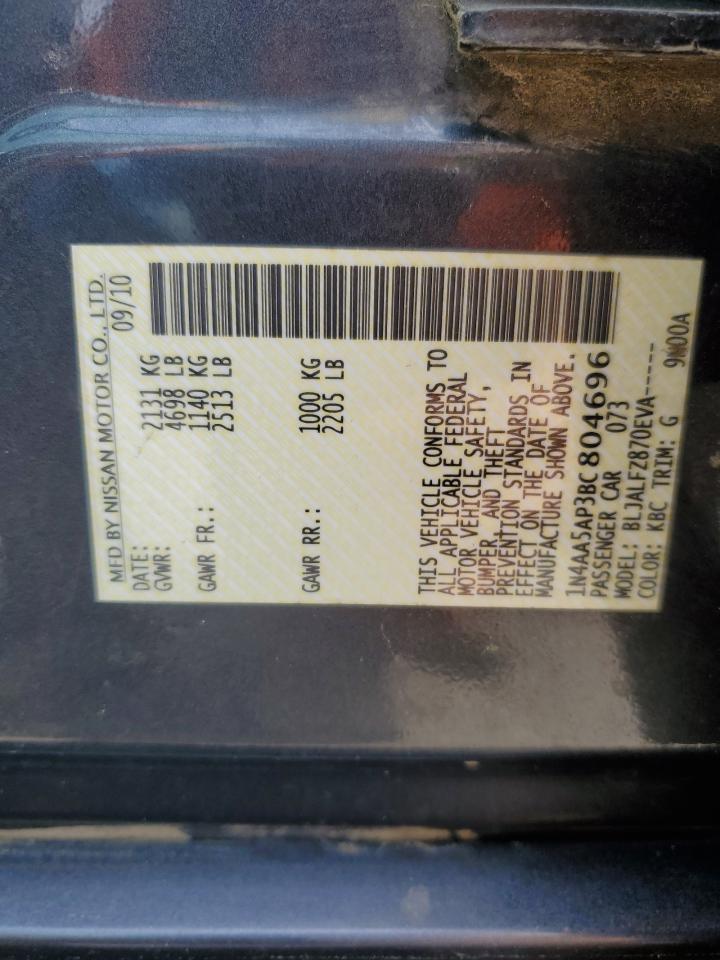 MFD BY NISSAN MOTOR CO., LTD.
DATE: 09/10
GVWR: 2131 KG
4698 LB
GAWR FR.: 1140 KG
2513 LB
GAWR RR.: 1000 KG
2205 LB
THIS VEHICLE CONFORMS TO
ALL APPLICABLE FEDERAL
MOTOR VEHICLE SAFETY,
BUMPER, AND THEFT
PREVENTION STANDARDS IN
EFFECT ON THE DATE OF
MANUFACTURE SHOWN ABOVE.
1N4AA5AP3BC804696
PASSENGER CAR 073
MODEL: BLJALFZ870EVA-----
COLOR: KBC TRIM: G